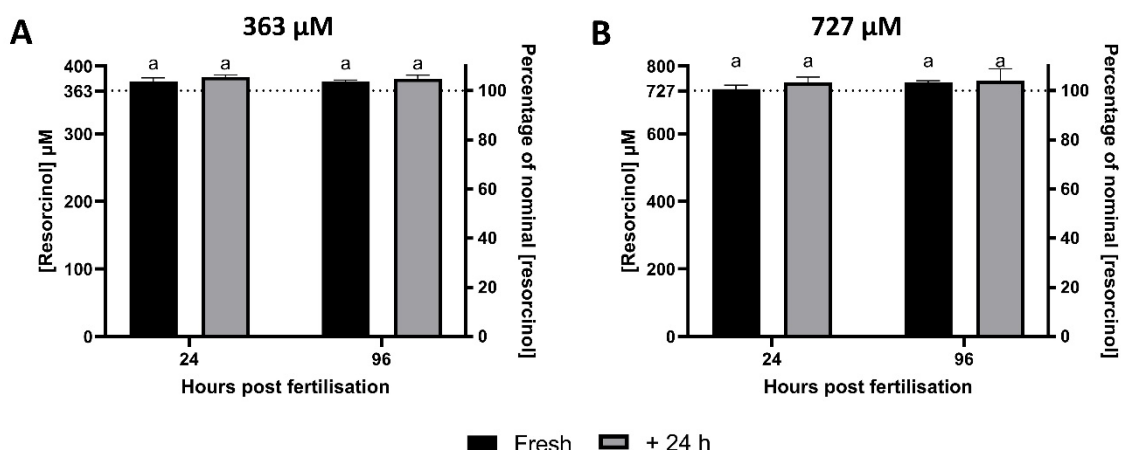 A
363 µM
[Resorcinol] µM
400
363
300
200
100
0
a
a
a
a
100
80
60
40
20
0
Percentage of nominal [resorcinol]
24
96
Hours post fertilisation
B
727 µM
[Resorcinol] µM
800
727
600
400
200
0
a
a
a
a
100
80
60
40
20
0
Percentage of nominal [resorcinol]
24
96
Hours post fertilisation
Fresh
+ 24 h